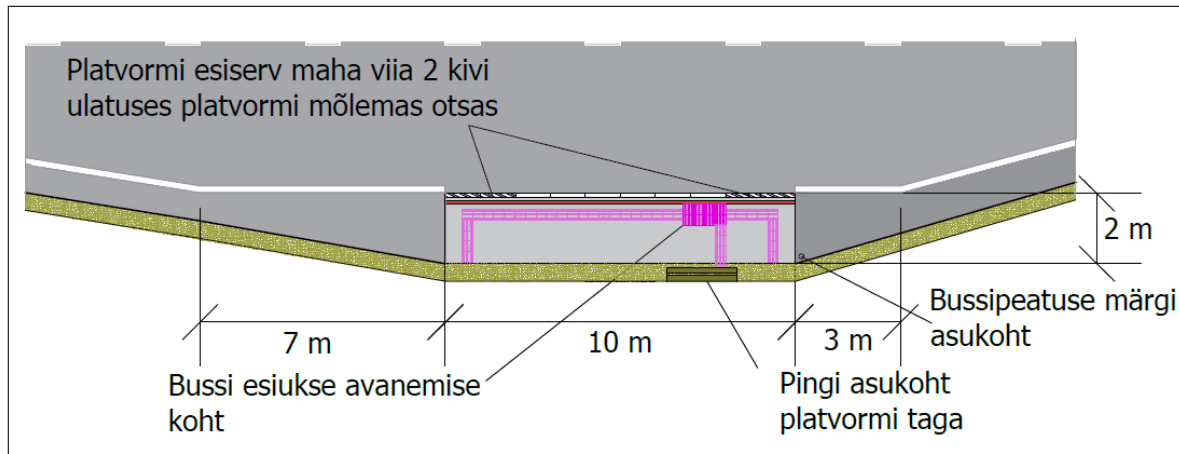 Platvormi esiserv maha viia 2 kivi
ulatuses platvormi mõlemas otsas
2 m
Bussipeatuse märgi
asukoht
7 m
10 m
3 m
Bussi esiukse avanemise
koht
Pingi asukoht
platvormi taga